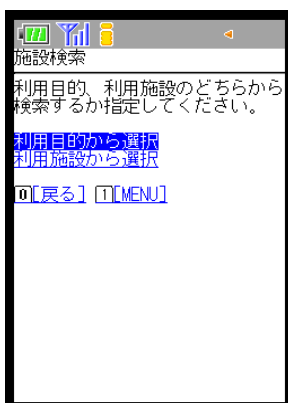 施設検索
利用目的、利用施設のどちらから
検索するか指定してください。
利用目的から選択
利用施設から選択
0[戻る] 1[MENU]